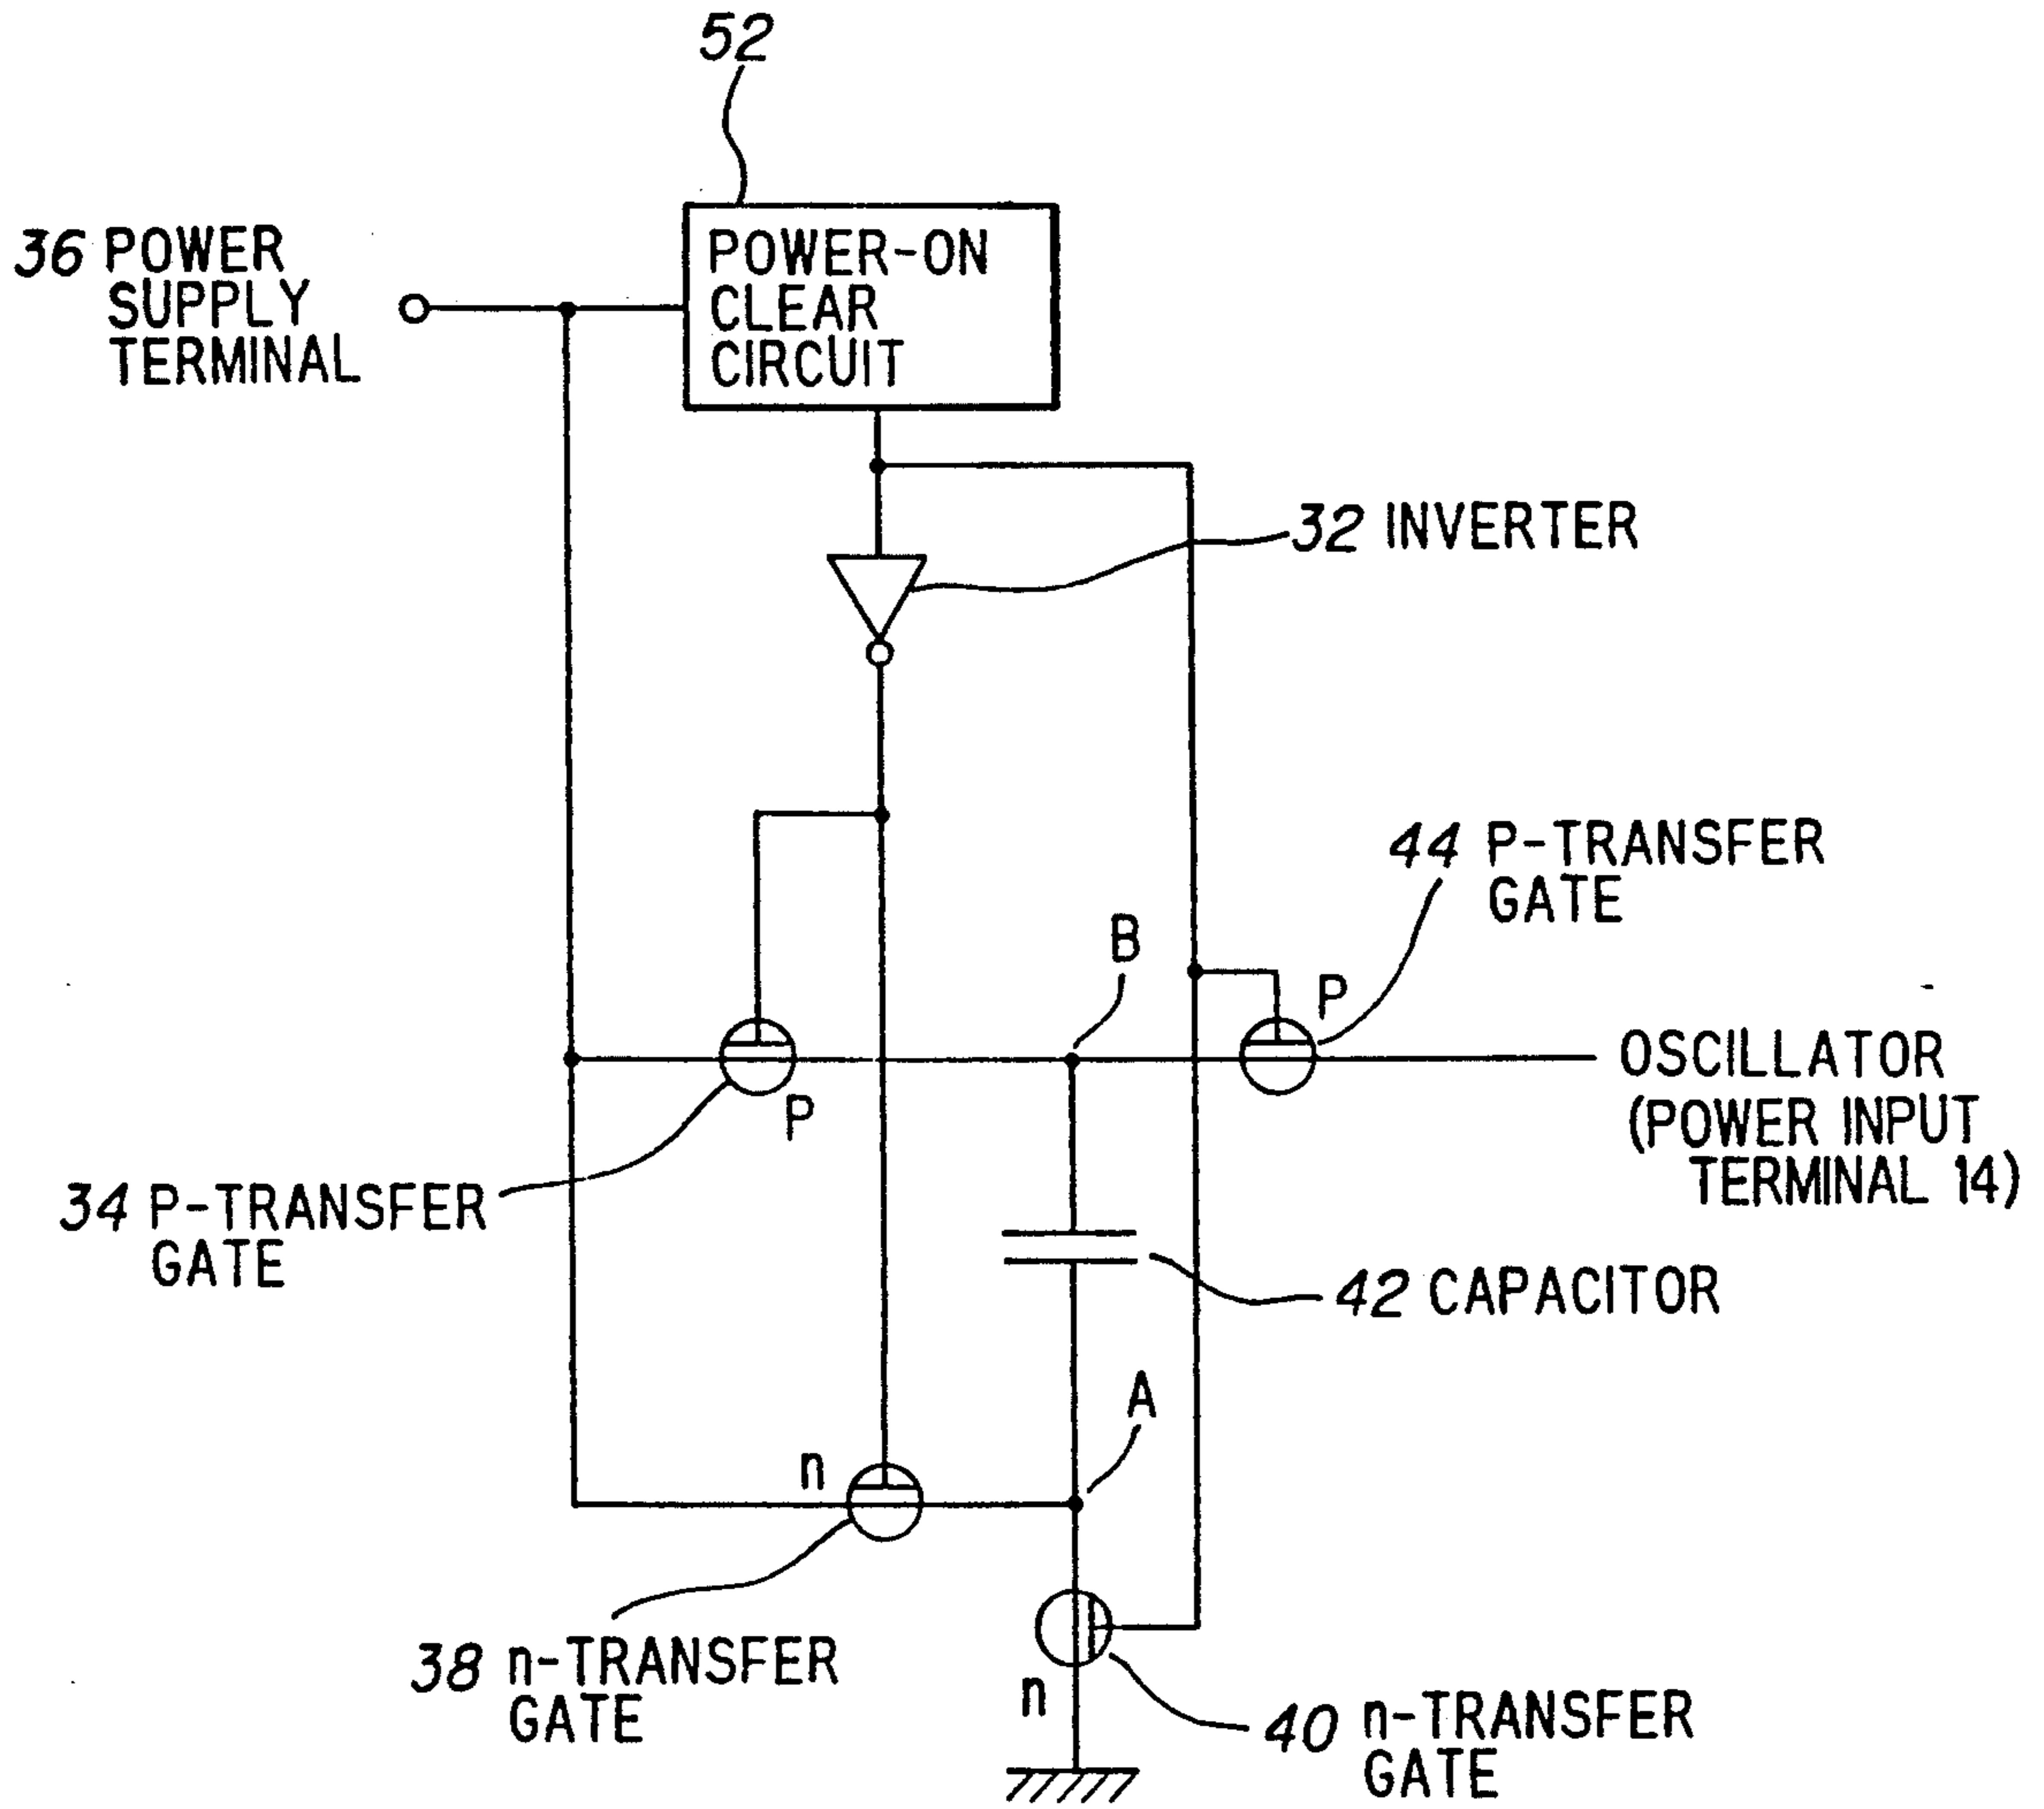 52
36 POWER
SUPPLY
TERMINAL
POWER-ON
CLEAR
CIRCUIT
32 INVERTER
44 P-TRANSFER
GATE
B
P
OSCILLATOR
(POWER INPUT
TERMINAL 14)
P
34 P-TRANSFER
GATE
42 CAPACITOR
A
n
38 n-TRANSFER
GATE
n
40 n-TRANSFER
GATE